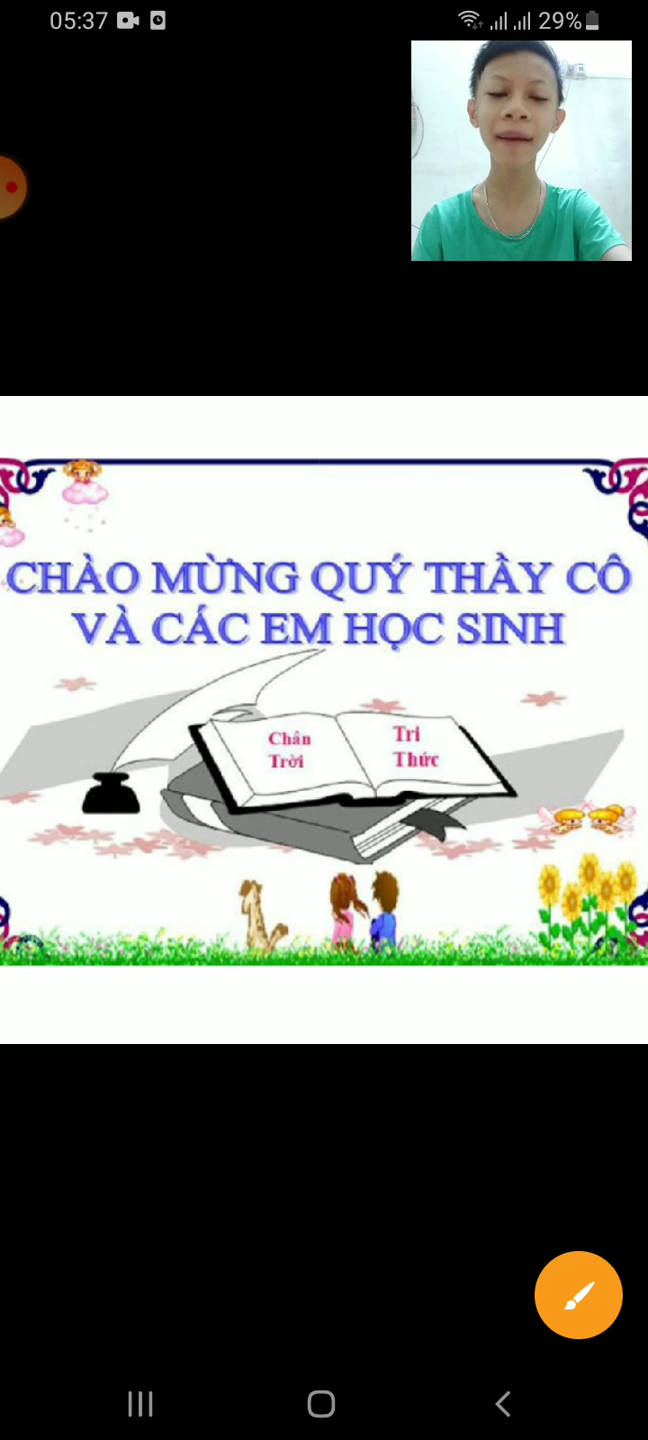 05:37
29%
CHÀO MỪNG QUÝ THẦY CÔ
VÀ CÁC EM HỌC SINH
Chân
Trời
Tri
Thức